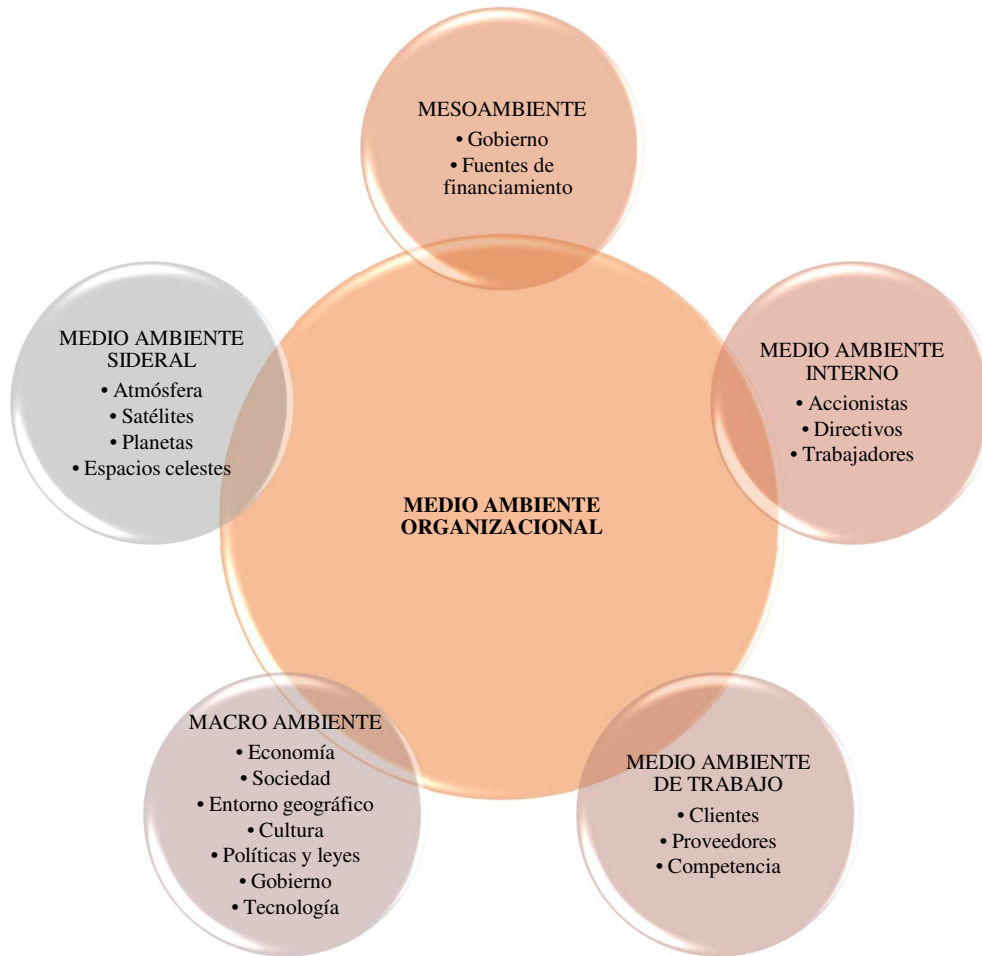 MESOAMBIENTE
• Gobierno
• Fuentes de
financiamiento
MEDIO AMBIENTE
SIDERAL
• Atmósfera
• Satélites
• Planetas
• Espacios celestes
MEDIO AMBIENTE
INTERNO
• Accionistas
• Directivos
• Trabajadores
MEDIO AMBIENTE
ORGANIZACIONAL
MACRO AMBIENTE
• Economía
• Sociedad
• Entorno geográfico
• Cultura
• Políticas y leyes
• Gobierno
• Tecnología
MEDIO AMBIENTE
DE TRABAJO
• Clientes
• Proveedores
• Competencia